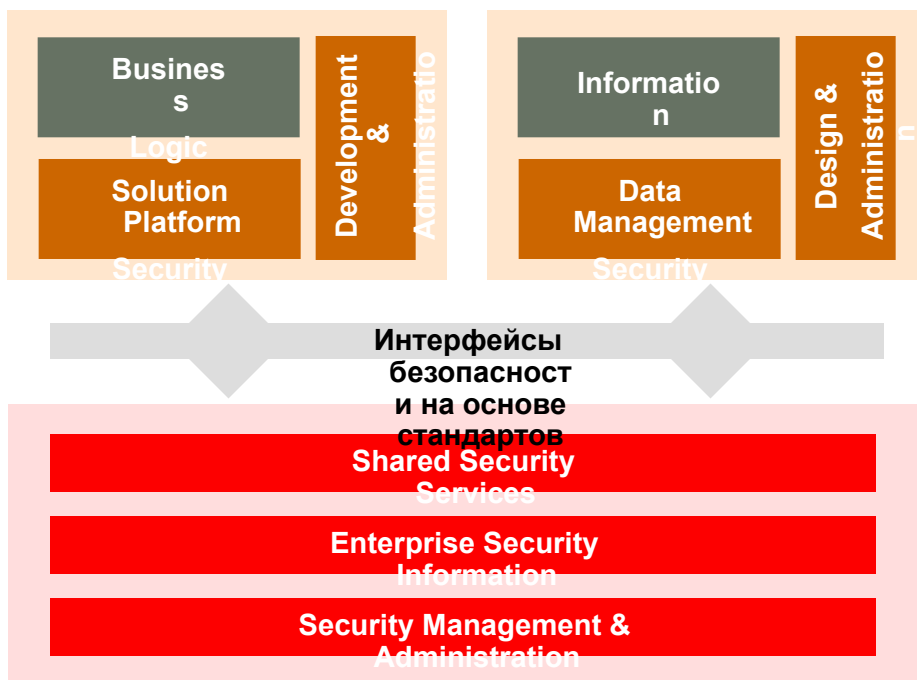 Busines
s
Logic
Solution
Platform
Security
Development
&
Administratio
Informatio
n
Data
Management
Security
Design &
Administratio
n
Интерфейсы
безопасност
и на основе
стандартов
Shared Security
Services
Enterprise Security
Information
Security Management &
Administration